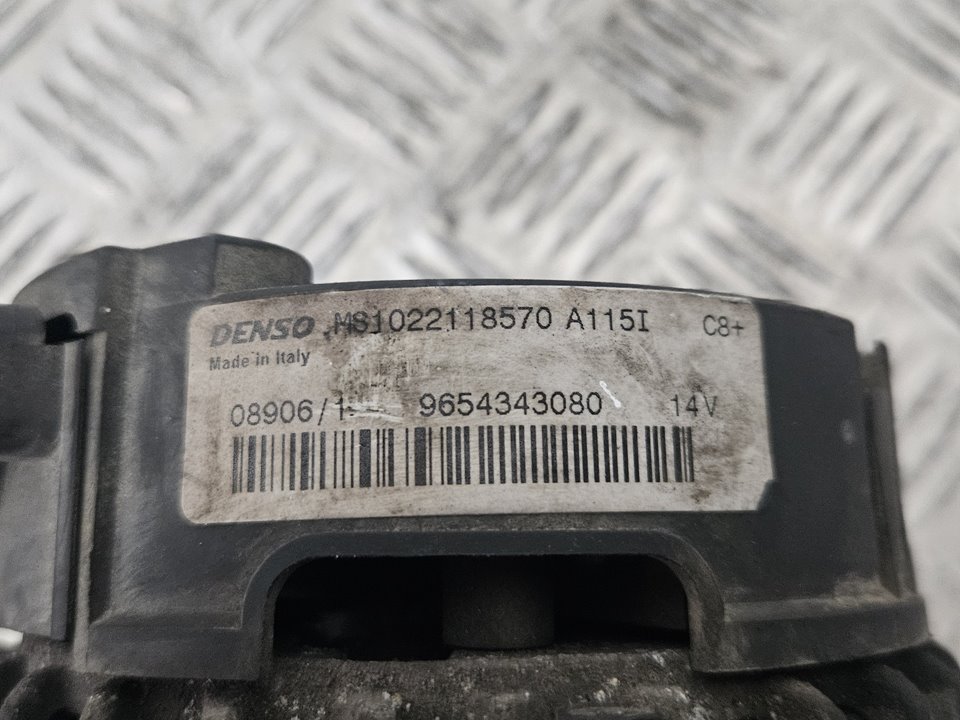 DENSO MS1022118570 A115I C8+
Made in Italy
08906/1 9654343080 14V